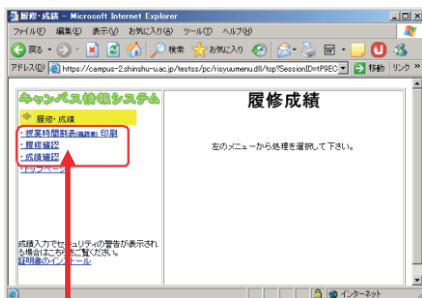 履修・成績 - Microsoft Internet Explorer
ファイル(F) 編集(E) 表示(V) お気に入り(A) ツール(T) ヘルプ(H)
戻る 検索 お気に入り
アドレス(D) https://campus-2.shinshu-u.ac.jp/testss/pc/risyuumenu.dll/top?SessionID=tP9EC 移動 リンク »
キャンパス情報システム
履修・成績
・授業時間割表(確認表) 印刷
・履修確認
・成績確認
・トップページ
成績入力でセキュリティの警告が表示される場合はこちらをご覧ください。
証明書のインストール
履修成績
左のメニューから処理を選択して下さい。
インターネット